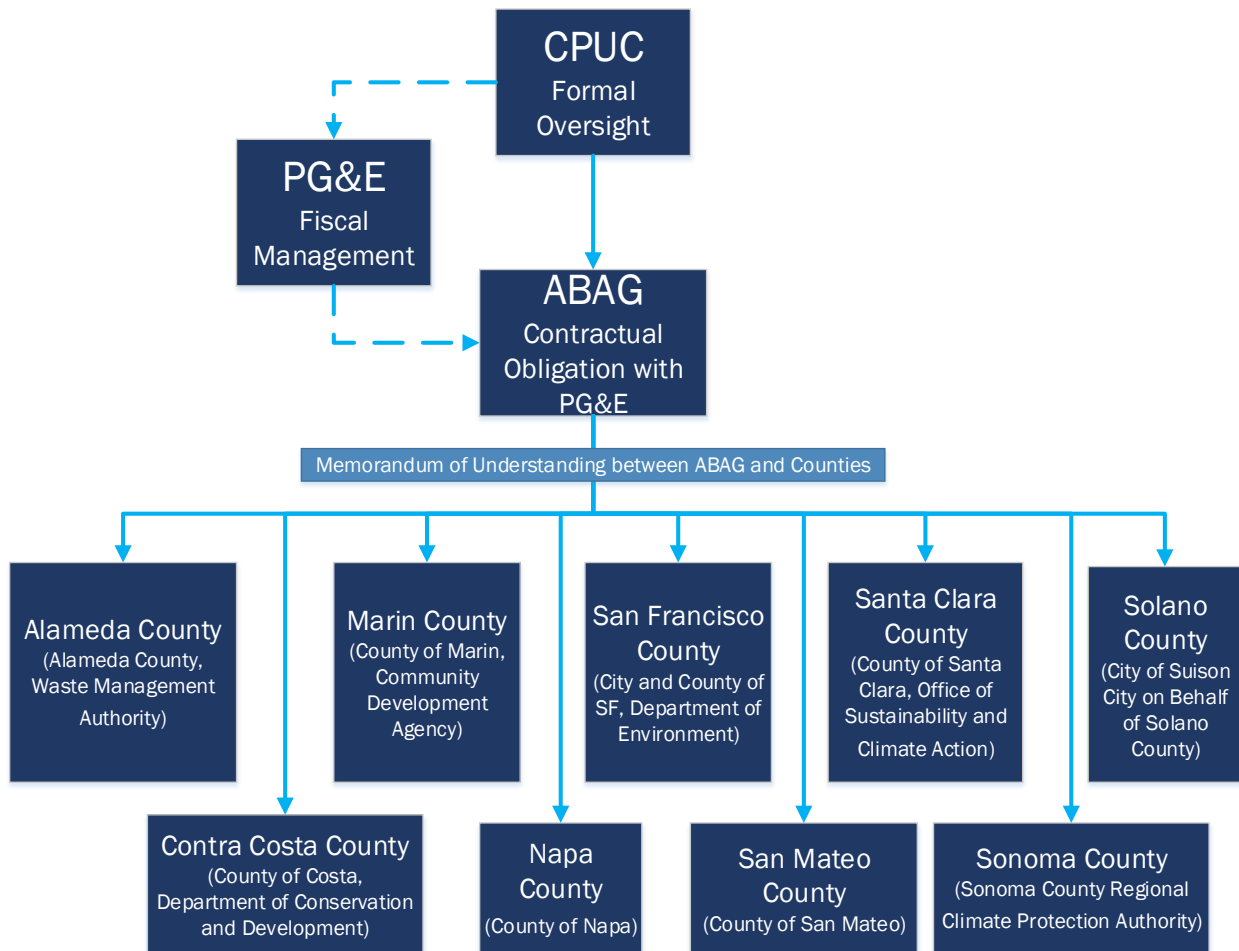 CPUC
Formal
Oversight
PG&E
Fiscal
Management
ABAG
Contractual
Obligation with
PG&E
Memorandum of Understanding between ABAG and Counties
Alameda County
(Alameda County,
Waste Management
Authority)
Marin County
(County of Marin,
Community
Development
Agency)
San Francisco
County
(City and County of
SF, Department of
Environment)
Santa Clara
County
(County of Santa
Clara, Office of
Sustainability and
Climate Action)
Solano
County
(City of Suison
City on Behalf
of Solano
County)
Contra Costa County
(County of Costa,
Department of Conservation
and Development)
Napa
County
(County of Napa)
San Mateo
County
(County of San Mateo)
Sonoma County
(Sonoma County Regional
Climate Protection Authority)